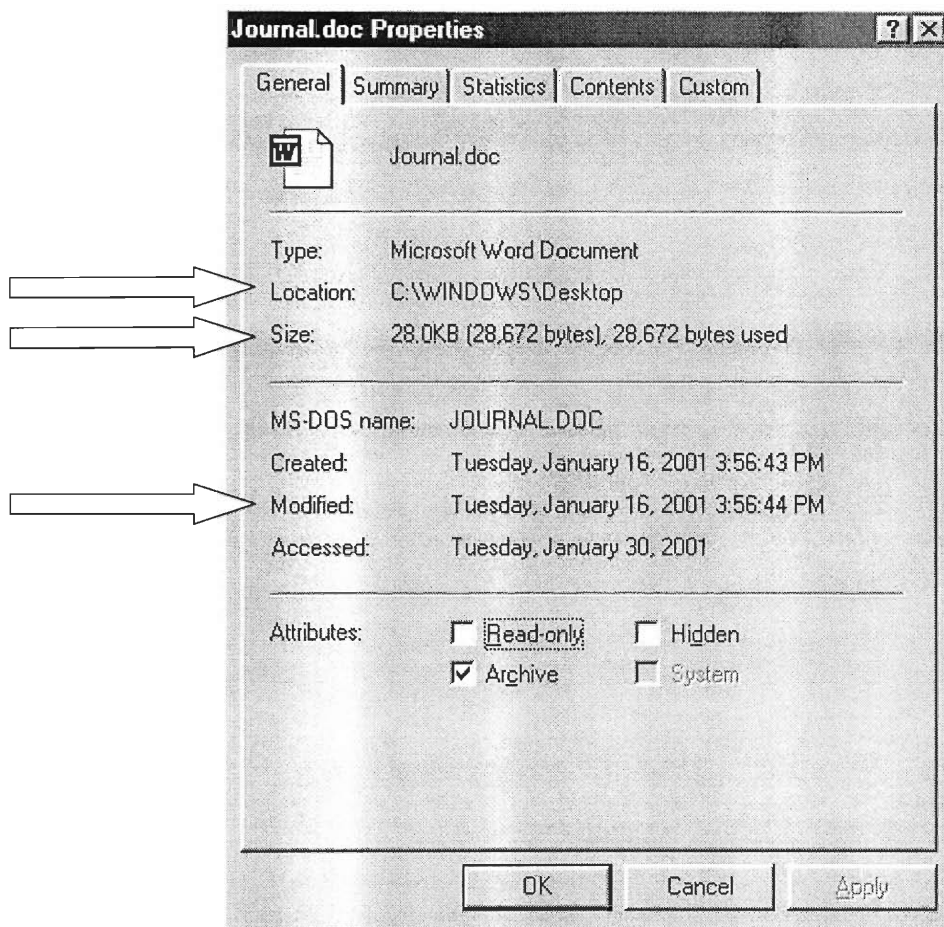 Journal.doc Properties
General Summary Statistics Contents Custom
W Journal.doc
Type: Microsoft Word Document
Location: C:\WINDOWS\Desktop
Size: 28.0KB (28,672 bytes), 28,672 bytes used
MS-DOS name: JOURNAL.DOC
Created: Tuesday, January 16, 2001 3:56:43 PM
Modified: Tuesday, January 16, 2001 3:56:44 PM
Accessed: Tuesday, January 30, 2001
Attributes: Read-only Hidden
Archive System
OK Cancel Apply